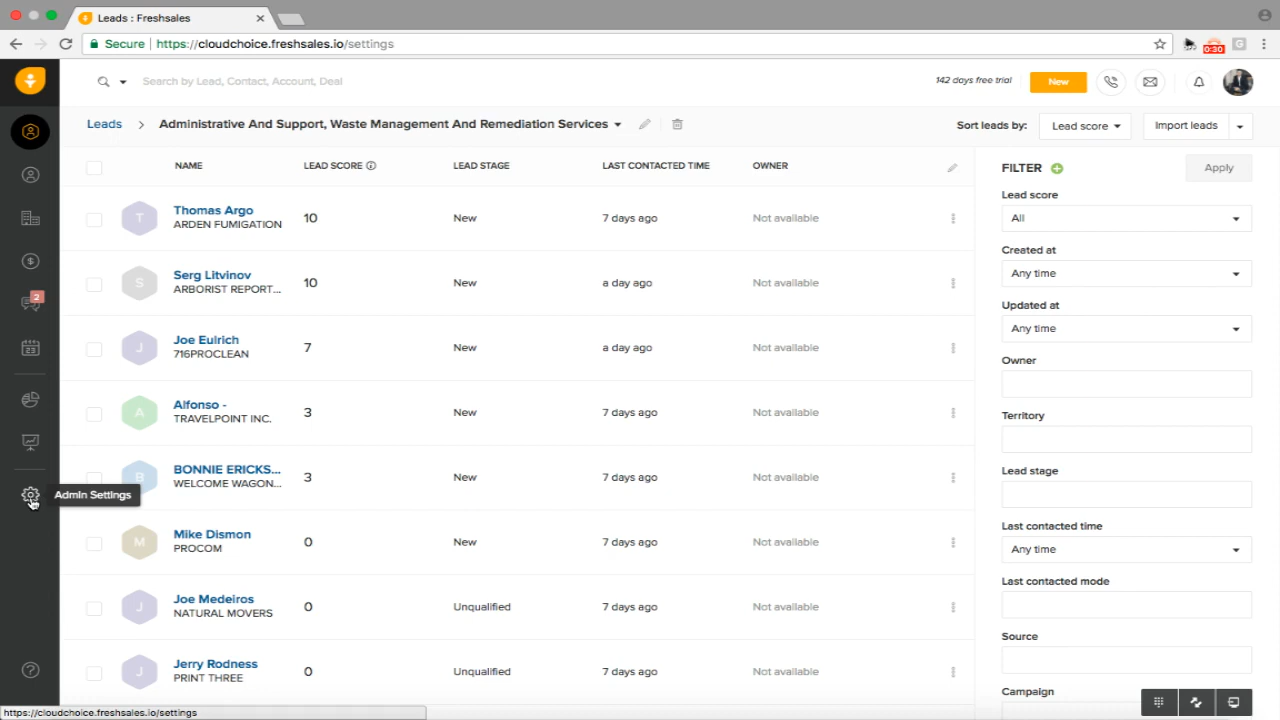 Leads : Freshsales
Secure | https://cloudchoice.freshsales.io/settings
0:30
G
Search by Lead, Contact, Account, Deal
142 days free trial
New
Leads > Administrative And Support, Waste Management And Remediation Services
Sort leads by:
Lead score
Import leads
NAME LEAD SCORE LEAD STAGE LAST CONTACTED TIME OWNER
T Thomas Argo 10 New 7 days ago Not available
ARDEN FUMIGATION
S Serg Litvinov 10 New a day ago Not available
ARBORIST REPORT...
J Joe Eulrich 7 New a day ago Not available
716PROCLEAN
A Alfonso - 3 New 7 days ago Not available
TRAVELPOINT INC.
B BONNIE ERICKS... 3 New 7 days ago Not available
WELCOME WAGON...
M Mike Dismon 0 New 7 days ago Not available
PROCOM
J Joe Medeiros 0 Unqualified 7 days ago Not available
NATURAL MOVERS
J Jerry Rodness 0 Unqualified 7 days ago Not available
PRINT THREE
FILTER
Apply
Lead score
All
Created at
Any time
Updated at
Any time
Owner
Territory
Lead stage
Last contacted time
Any time
Last contacted mode
Source
Campaign
2
23
Admin Settings
?
https://cloudchoice.freshsales.io/settings